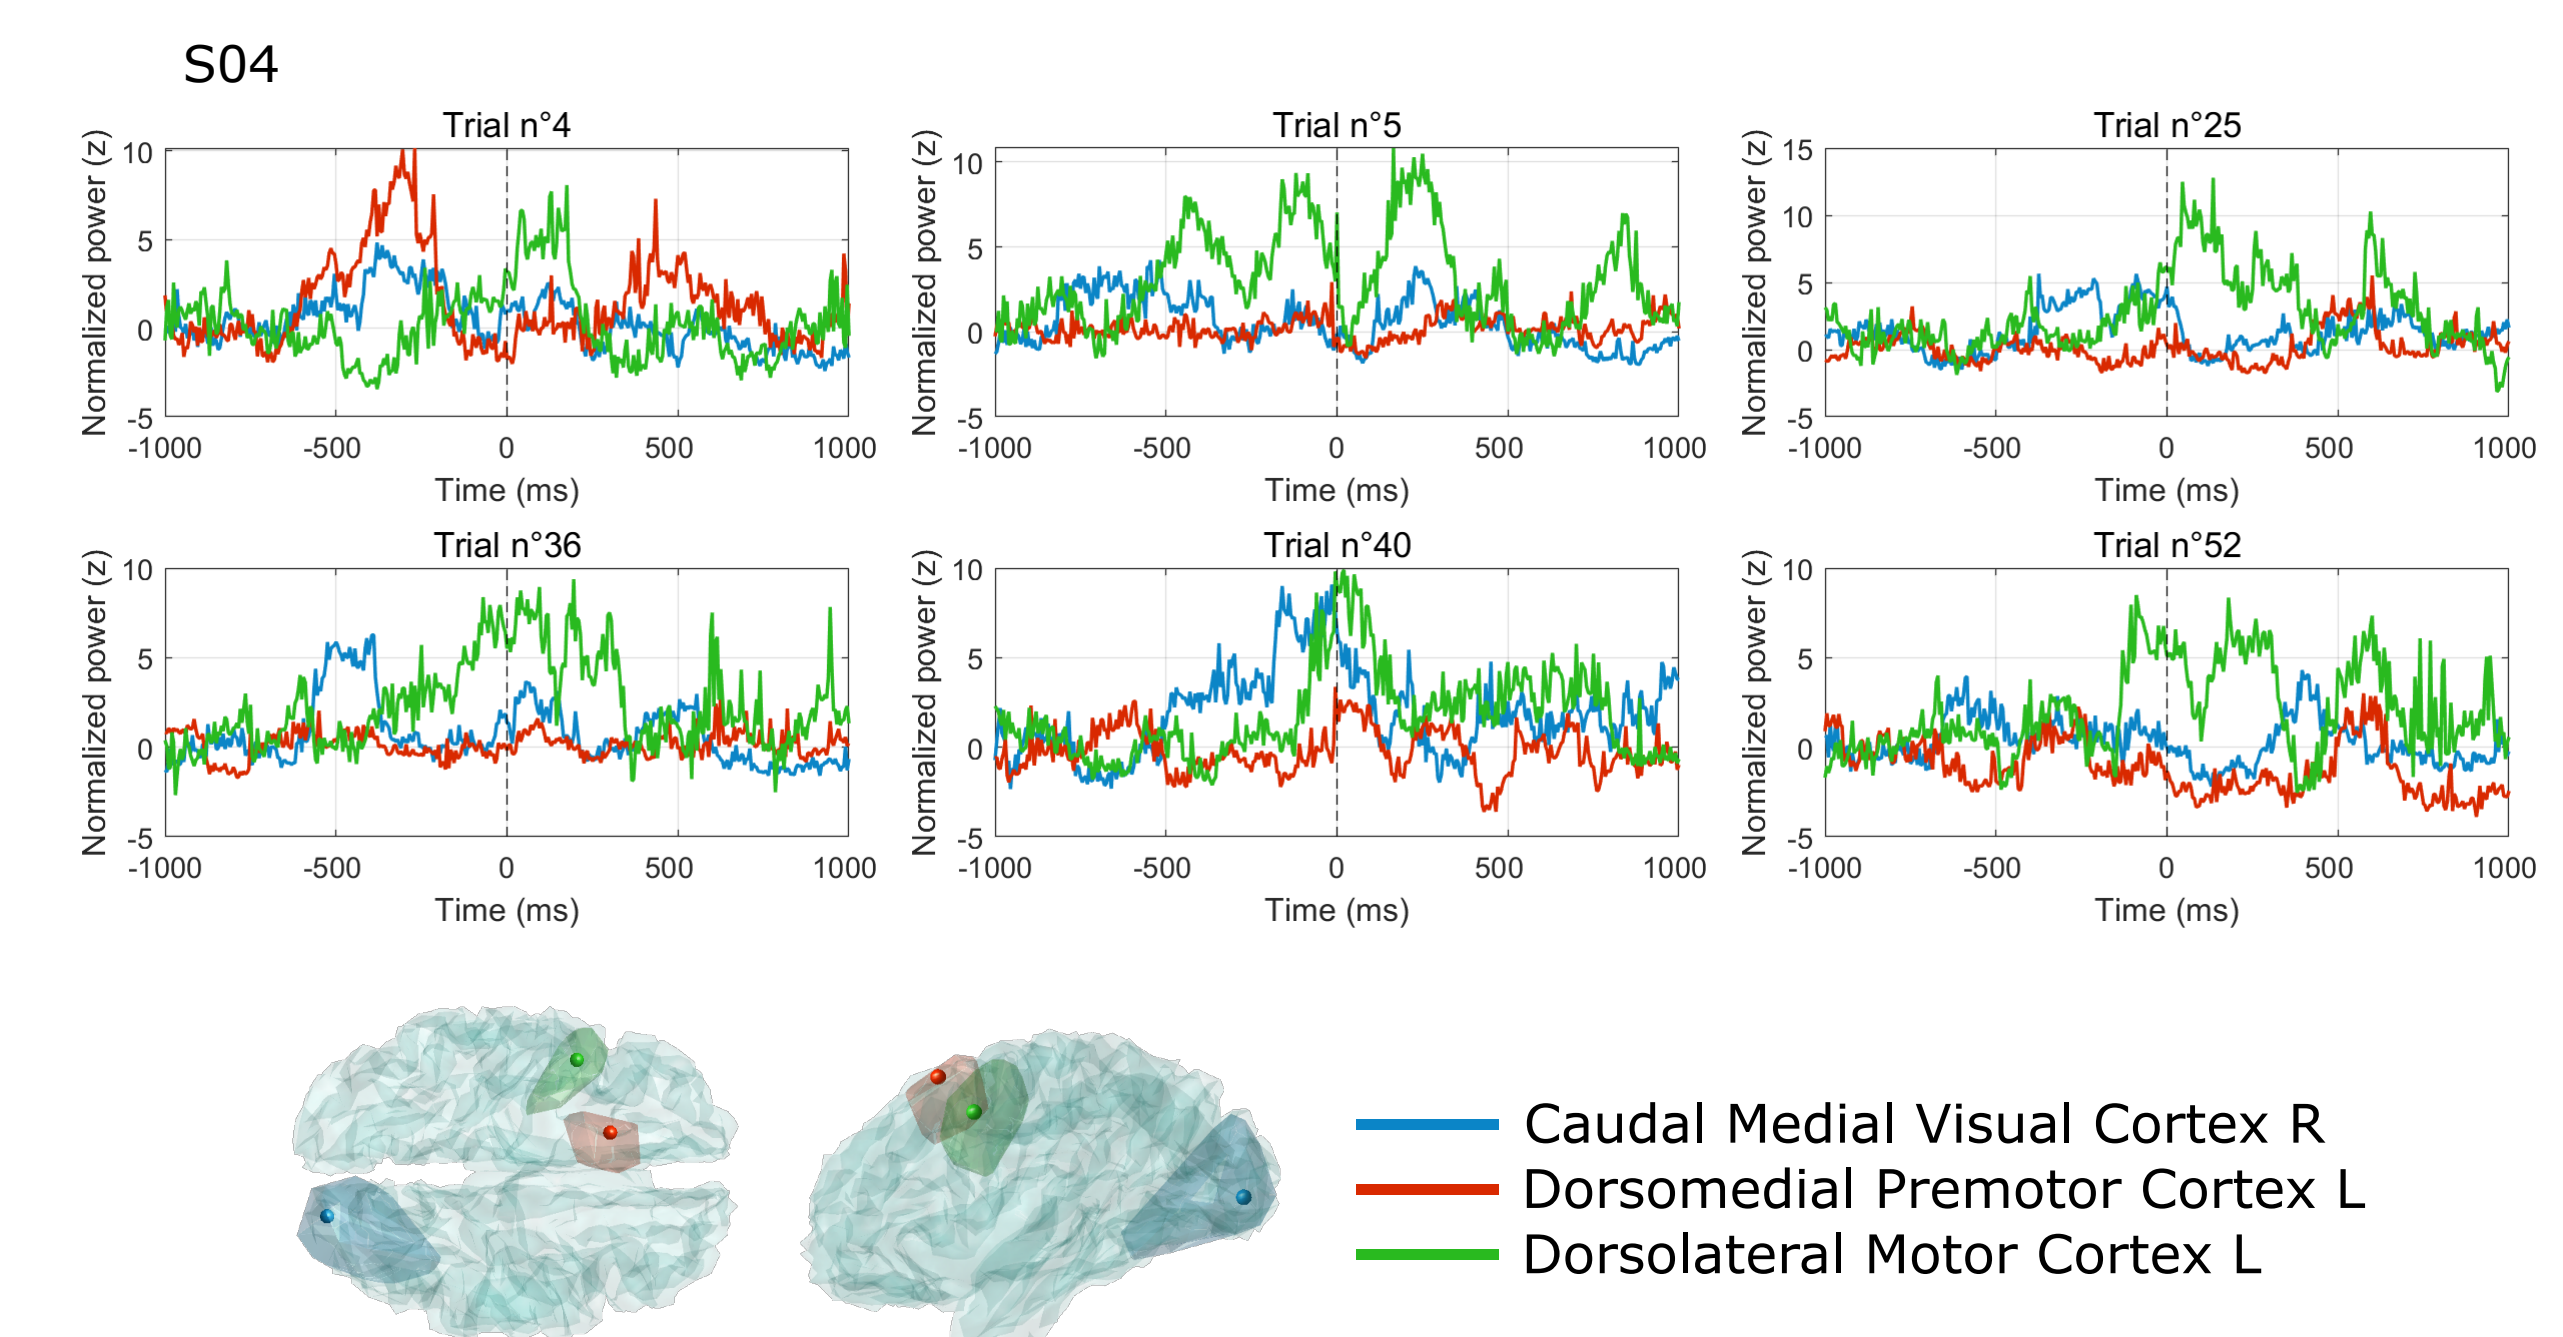 S04
Trial n°4
Trial n°5
Trial n°25
Normalized power (z)
10
5
0
-5
-1000 -500 0 500 1000
Time (ms)
Normalized power (z)
10
5
0
-5
-1000 -500 0 500 1000
Time (ms)
Normalized power (z)
15
10
5
0
-5
-1000 -500 0 500 1000
Time (ms)
Trial n°36
Trial n°40
Trial n°52
Normalized power (z)
10
5
0
-5
-1000 -500 0 500 1000
Time (ms)
Normalized power (z)
10
5
0
-5
-1000 -500 0 500 1000
Time (ms)
Normalized power (z)
10
5
0
-5
-1000 -500 0 500 1000
Time (ms)
Caudal Medial Visual Cortex R
Dorsomedial Premotor Cortex L
Dorsolateral Motor Cortex L